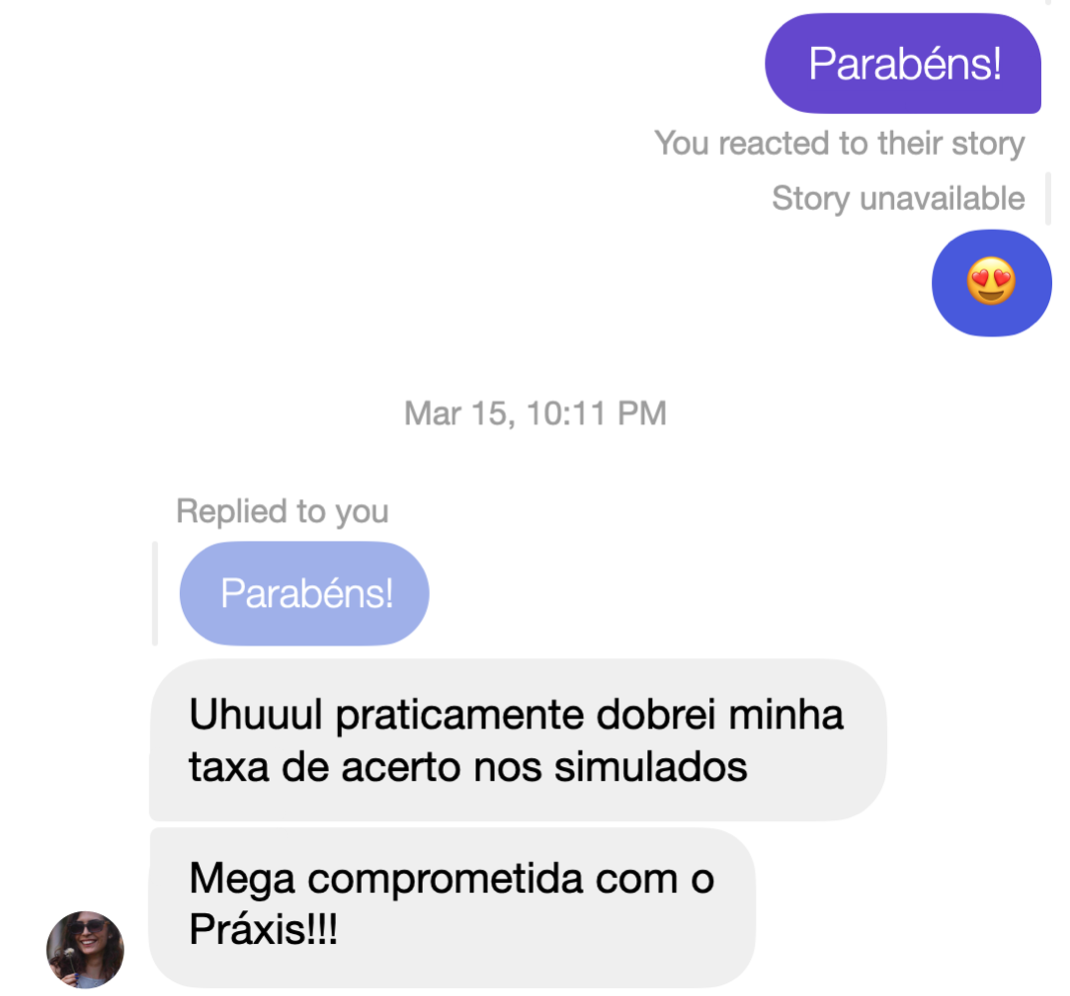 Parabéns!
You reacted to their story
Story unavailable
😍
Mar 15, 10:11 PM
Replied to you
Parabéns!
Uhuuul praticamente dobrei minha
taxa de acerto nos simulados
Mega comprometida com o
Práxis!!!